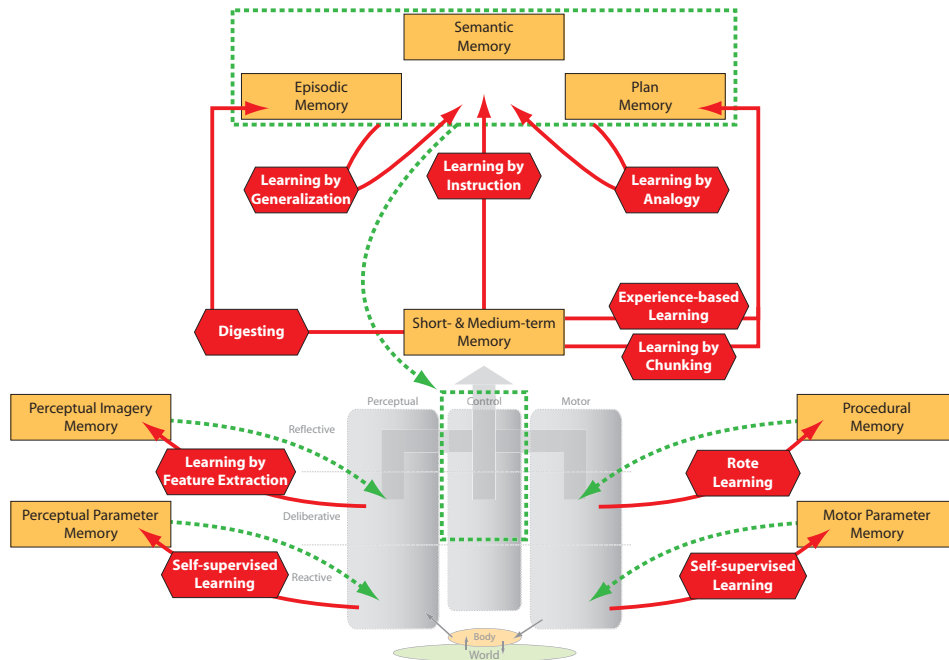 Semantic
Memory
Episodic
Memory
Plan
Memory
Learning by
Generalization
Learning by
Instruction
Learning by
Analogy
Experience-based
Learning
Digesting
Short- & Medium-term
Memory
Learning by
Chunking
Perceptual
Control
Motor
Perceptual Imagery
Memory
Reflective
Procedural
Memory
Learning by
Feature Extraction
Rote
Learning
Perceptual Parameter
Memory
Deliberative
Motor Parameter
Memory
Self-supervised
Learning
Reactive
Self-supervised
Learning
Body
World